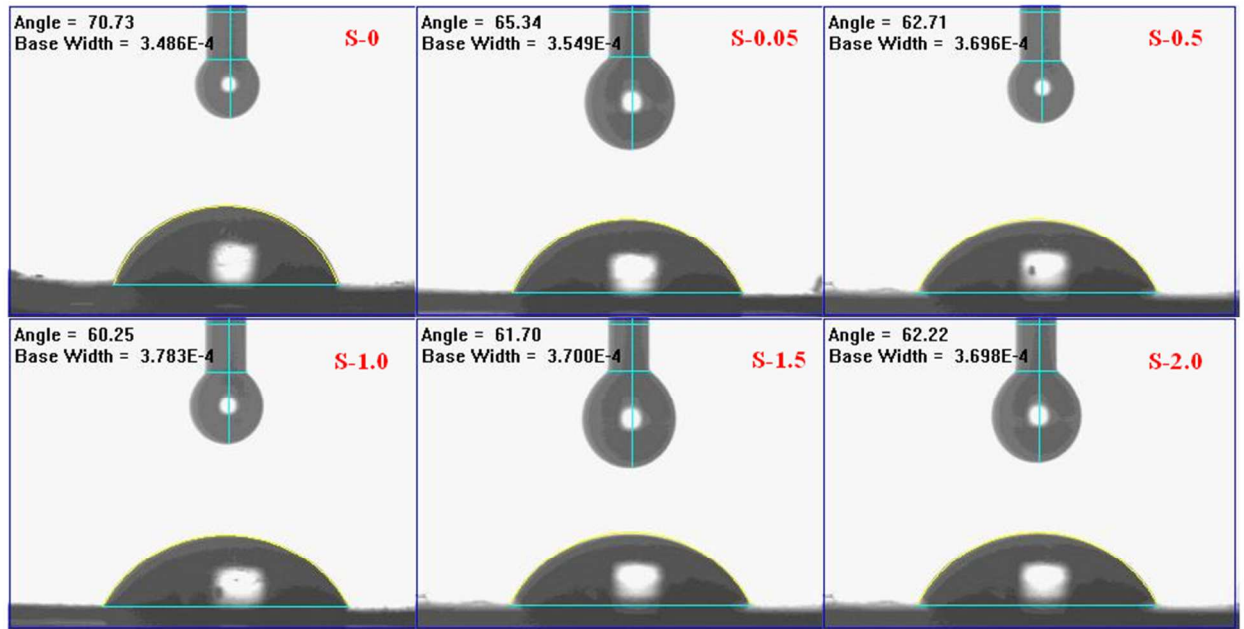 Angle = 70.73
Base Width = 3.486E-4
S-0
Angle = 65.34
Base Width = 3.549E-4
S-0.05
Angle = 62.71
Base Width = 3.696E-4
S-0.5
Angle = 60.25
Base Width = 3.783E-4
S-1.0
Angle = 61.70
Base Width = 3.700E-4
S-1.5
Angle = 62.22
Base Width = 3.698E-4
S-2.0